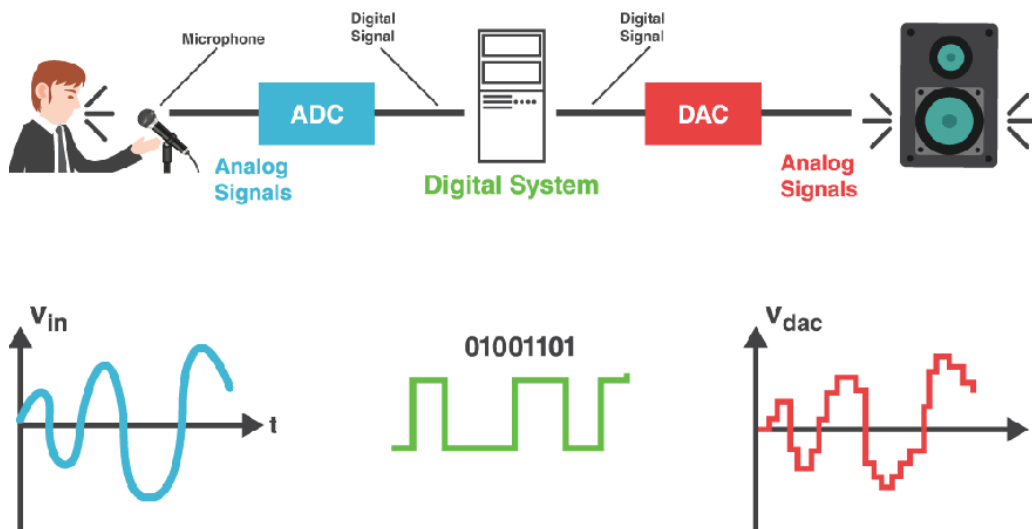 Microphone
Digital
Signal
Digital
Signal
ADC
DAC
Analog
Signals
Digital System
Analog
Signals
Vin
t
01001101
Vdac